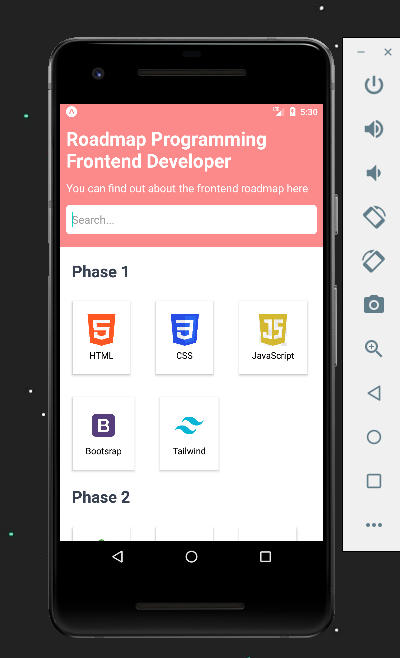 5:30
Roadmap Programming
Frontend Developer
You can find out about the frontend roadmap here
Search...
Phase 1
HTML
CSS
JS
JavaScript
B
Bootsrap
Tailwind
Phase 2